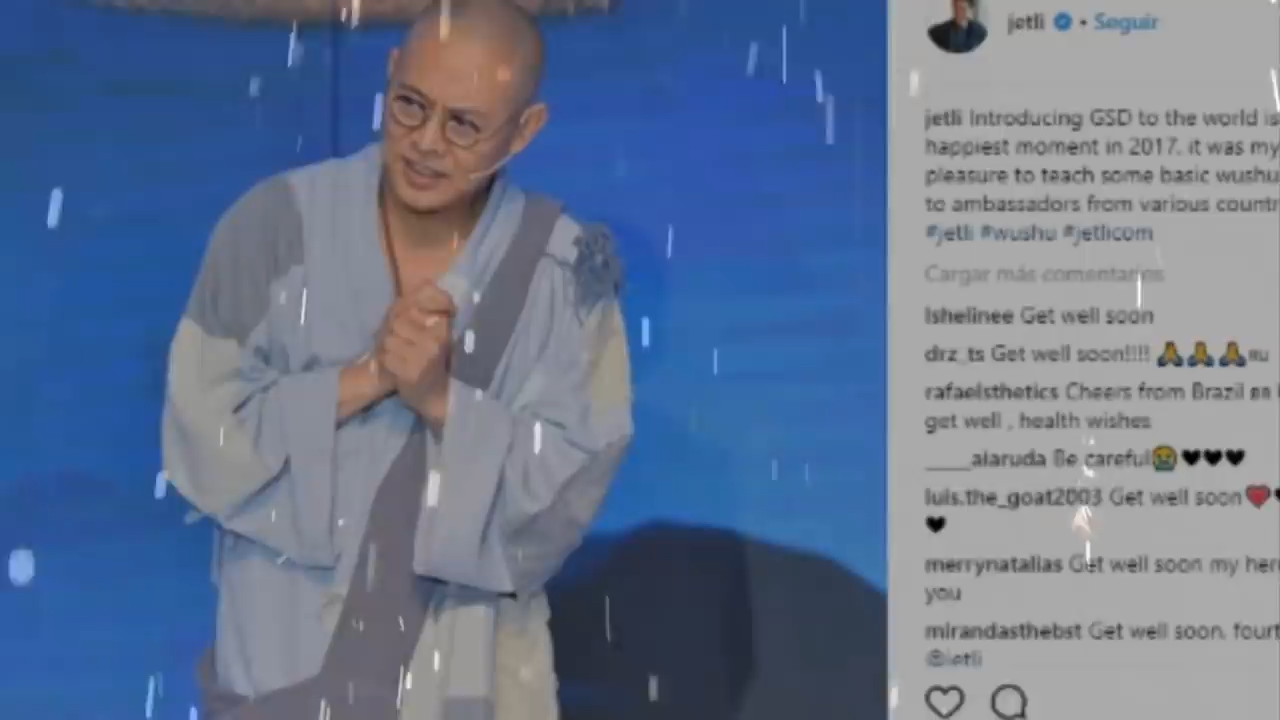 jetli • Seguir
jetli Introducing GSD to the world is
happiest moment in 2017. it was my
pleasure to teach some basic wushu
to ambassadors from various countr
#jetli #wushu #jetlicom
Cargar más comentarios
lshelinee Get well soon
drz_ts Get well soon!!!! 🙏🙏🙏RU
rafaelsthetics Cheers from Brazil BR
get well , health wishes
____alaruda Be careful😭🖤🖤🖤
luis.the_goat2003 Get well soon❤️🖤
🖤
merrynatalias Get well soon my her
you
mirandasthebst Get well soon. fourt
@jetli